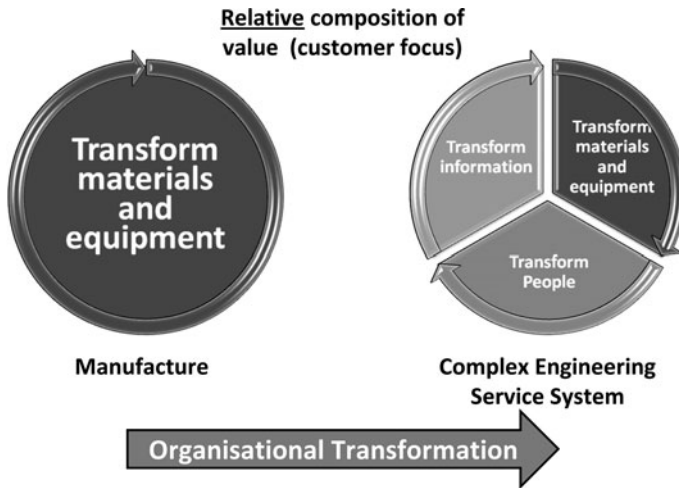 Relative composition of
value (customer focus)
Transform
materials
and
equipment
Transform
information
Transform
materials
and
equipment
Transform
People
Manufacture
Complex Engineering
Service System
Organisational Transformation